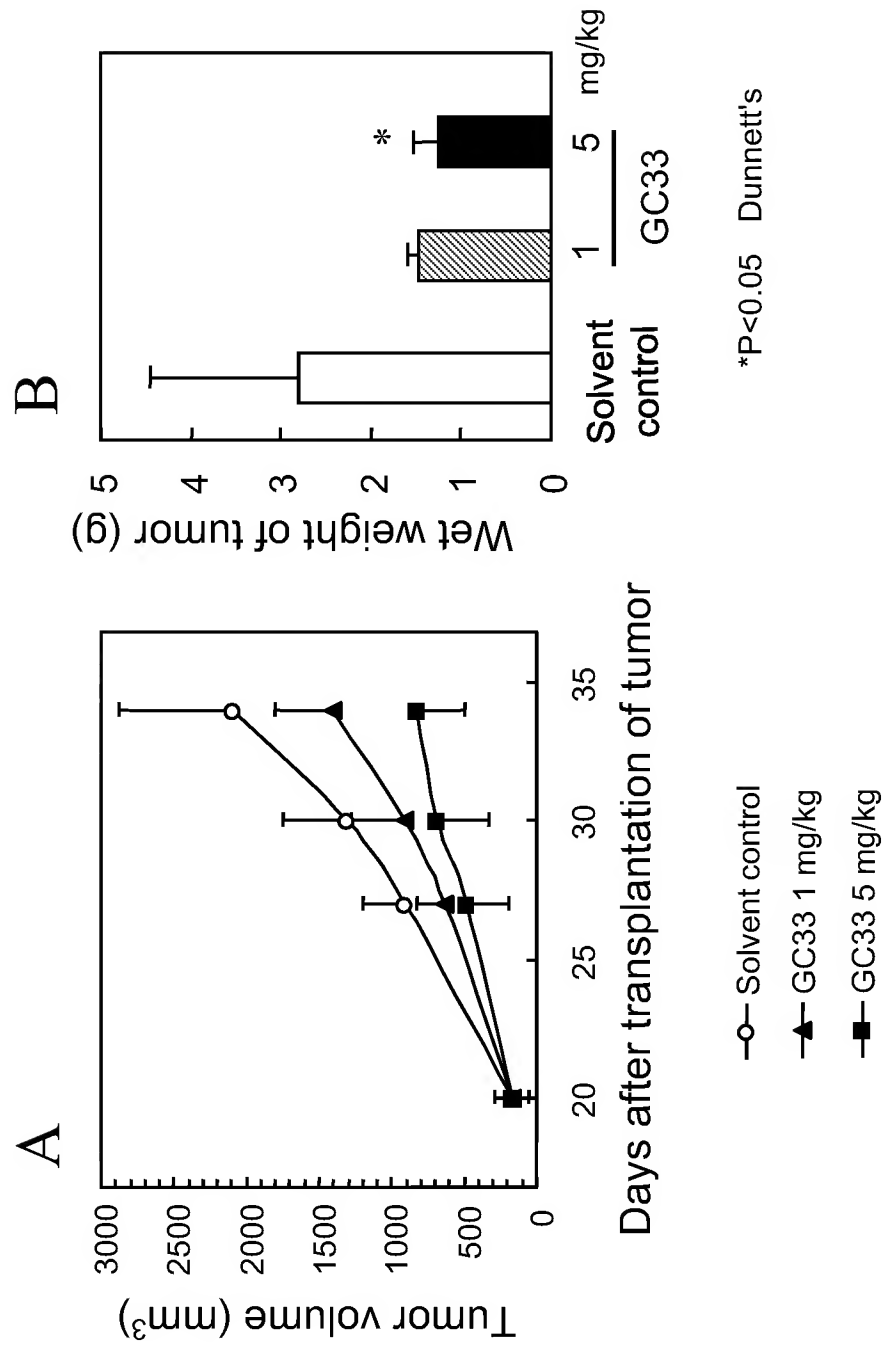 A
Tumor volume (mm³)
3000
2500
2000
1500
1000
500
0
20
25
30
35
Days after transplantation of tumor
Solvent control
GC33 1 mg/kg
GC33 5 mg/kg
B
Wet weight of tumor (g)
5
4
3
2
1
0
*
Solvent
control
1
5
mg/kg
GC33
*P<0.05 Dunnett's